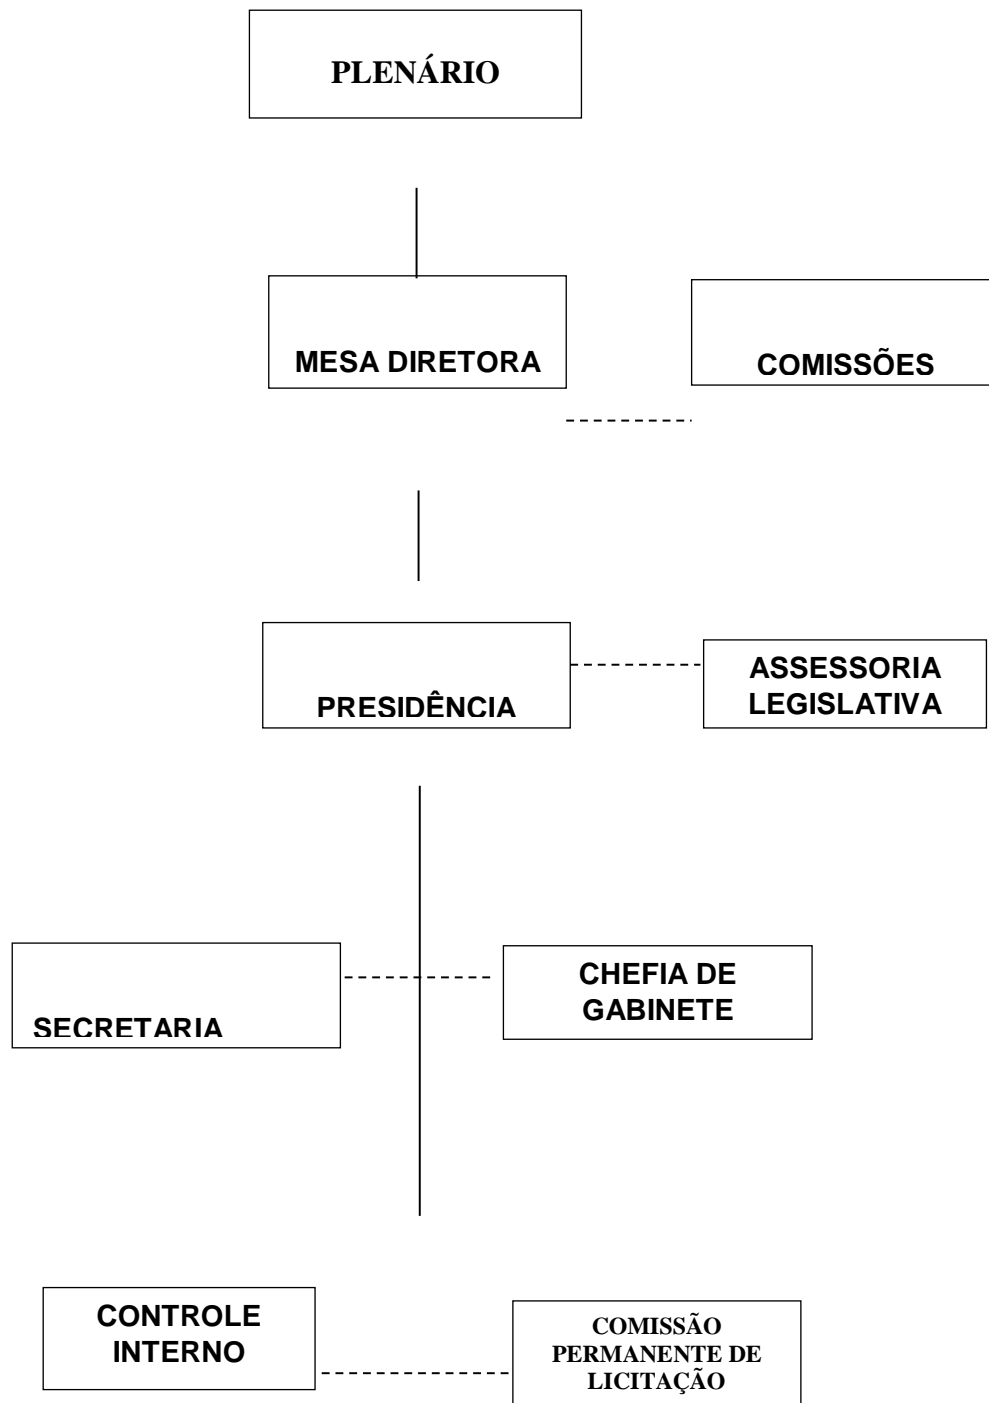 PLENÁRIO
MESA DIRETORA
COMISSÕES
PRESIDÊNCIA
ASSESSORIA
LEGISLATIVA
SECRETARIA
CHEFIA DE
GABINETE
CONTROLE
INTERNO
COMISSÃO
PERMANENTE DE
LICITAÇÃO